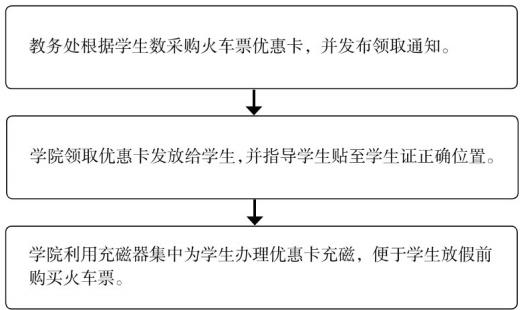 教务处根据学生数采购火车票优惠卡，并发布领取通知。
学院领取优惠卡发放给学生,并指导学生贴至学生证正确位置。
学院利用充磁器集中为学生办理优惠卡充磁，便于学生放假前
购买火车票。